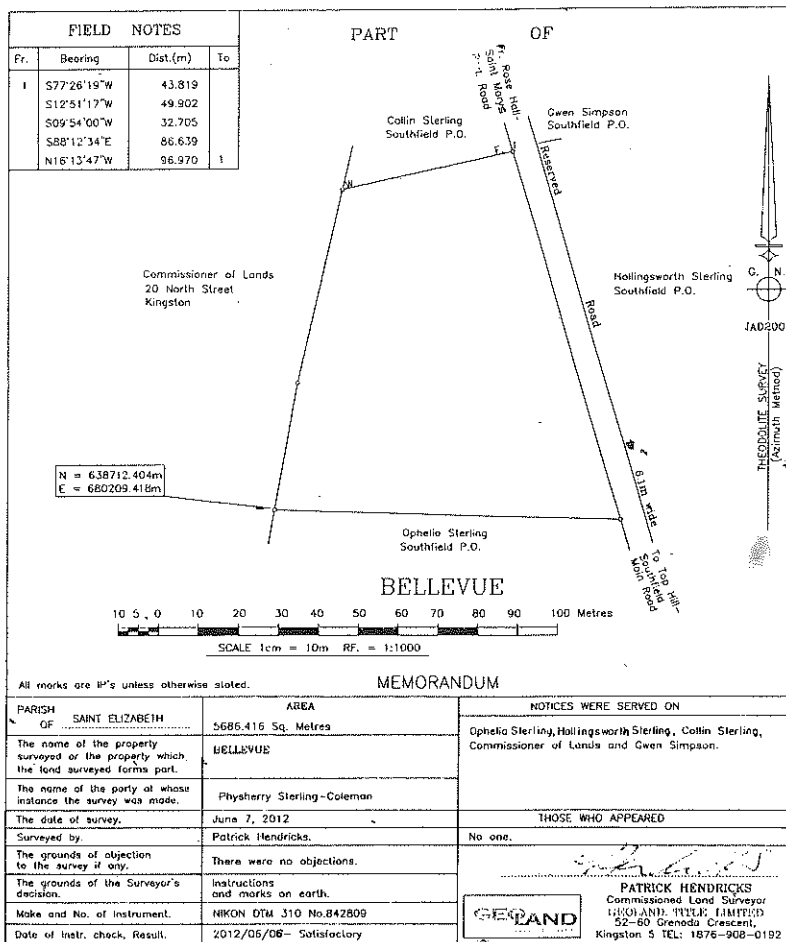 FIELD NOTES
Fr. Bearing Dist.(m) To
1 S77°26'19"W 43.819
S12°51'17"W 49.902
S09°54'00"W 32.705
S88°12'34"E 86.639
N16°13'47"W 96.970 1
PART OF
Fr. Rose Hall-
Saint Marys
Road
Collin Sterling
Southfield P.O.
Gwen Simpson
Southfield P.O.
Reserved
Road
6.1m wide
Commissioner of Lands
20 North Street
Kingston
Hollingsworth Sterling
Southfield P.O.
G. N.
JAD200
THEODOLITE SURVEY
(Azimuth Method)
N = 638712.404m
E = 680209.418m
Ophelia Sterling
Southfield P.O.
To Top Hill-
Southfield
Main Road
BELLEVUE
10 5 0 10 20 30 40 50 60 70 80 90 100 Metres
SCALE 1cm = 10m RF. = 1:1000
All marks are IP's unless otherwise stated.
MEMORANDUM
PARISH
OF SAINT ELIZABETH
AREA
5686.416 Sq. Metres
NOTICES WERE SERVED ON
Ophelia Sterling, Hollingsworth Sterling, Collin Sterling,
Commissioner of Lands and Gwen Simpson.
The name of the property
surveyed or the property which
the land surveyed forms part.
BELLEVUE
The name of the party at whose
instance the survey was made.
Physherry Sterling-Coleman
The date of survey.
June 7, 2012
THOSE WHO APPEARED
Surveyed by.
Patrick Hendricks.
No one.
The grounds of objection
to the survey if any.
There were no objections.
The grounds of the Surveyor's
decision.
Instructions
and marks on earth.
Make and No. of Instrument.
NIKON DTM 310 No.842809
Date of Instr. check, Result.
2012/06/06- Satisfactory
GEOLAND
PATRICK HENDRICKS
Commissioned Land Surveyor
GEOLAND TITLE LIMITED
52-60 Grenada Crescent,
Kingston 5 TEL: 1876-908-0192